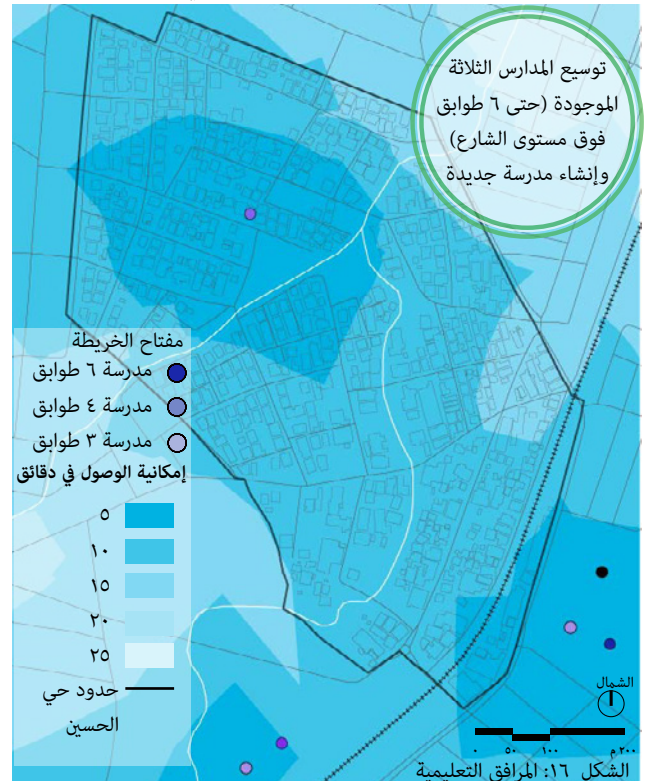 توسيع المدارس الثلاثة
الموجودة (حتى ٦ طوابق
فوق مستوى الشارع)
وإنشاء مدرسة جديدة
مفتاح الخريطة
مدرسة ٦ طوابق
مدرسة ٤ طوابق
مدرسة ٣ طوابق
إمكانية الوصول في دقائق
٥
١٠
١٥
٢٠
٢٥
حدود حي
الحسين
الشمال
٠ ٥٠ ١٠٠ ٢٠٠م
الشكل ١٦: المرافق التعليمية